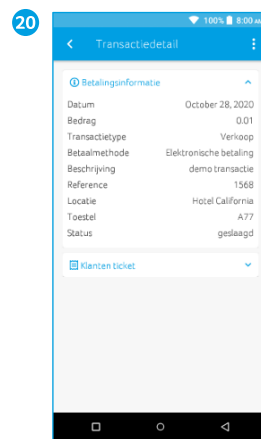 20
100% 8:00 AM
Transactiedetail
Betalingsinformatie
Datum October 28, 2020
Bedrag 0.01
Transactietype Verkoop
Betaalmethode Elektronische betaling
Beschrijving demo transactie
Reference 1568
Locatie Hotel California
Toestel A77
Status geslaagd
Klanten ticket